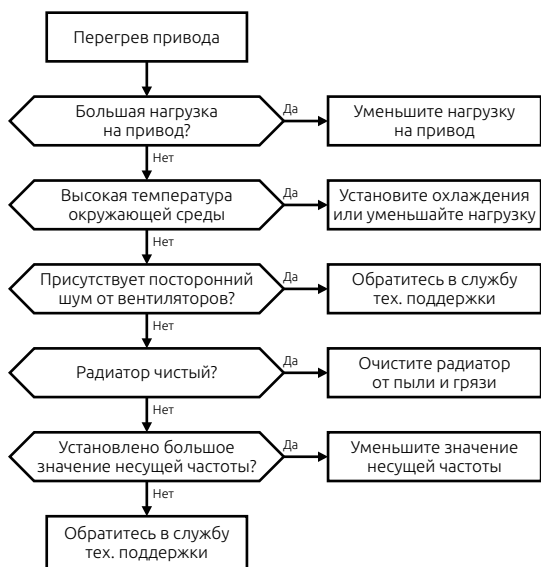 Перегрев привода
Большая нагрузка
на привод?
Да
Уменьшите нагрузку
на привод
Нет
Высокая температура
окружающей среды
Да
Установите охлаждения
или уменьшайте нагрузку
Нет
Присутствует посторонний
шум от вентиляторов?
Да
Обратитесь в службу
тех. поддержки
Нет
Радиатор чистый?
Да
Очистите радиатор
от пыли и грязи
Нет
Установлено большое
значение несущей частоты?
Да
Уменьшите значение
несущей частоты
Нет
Обратитесь в службу
тех. поддержки